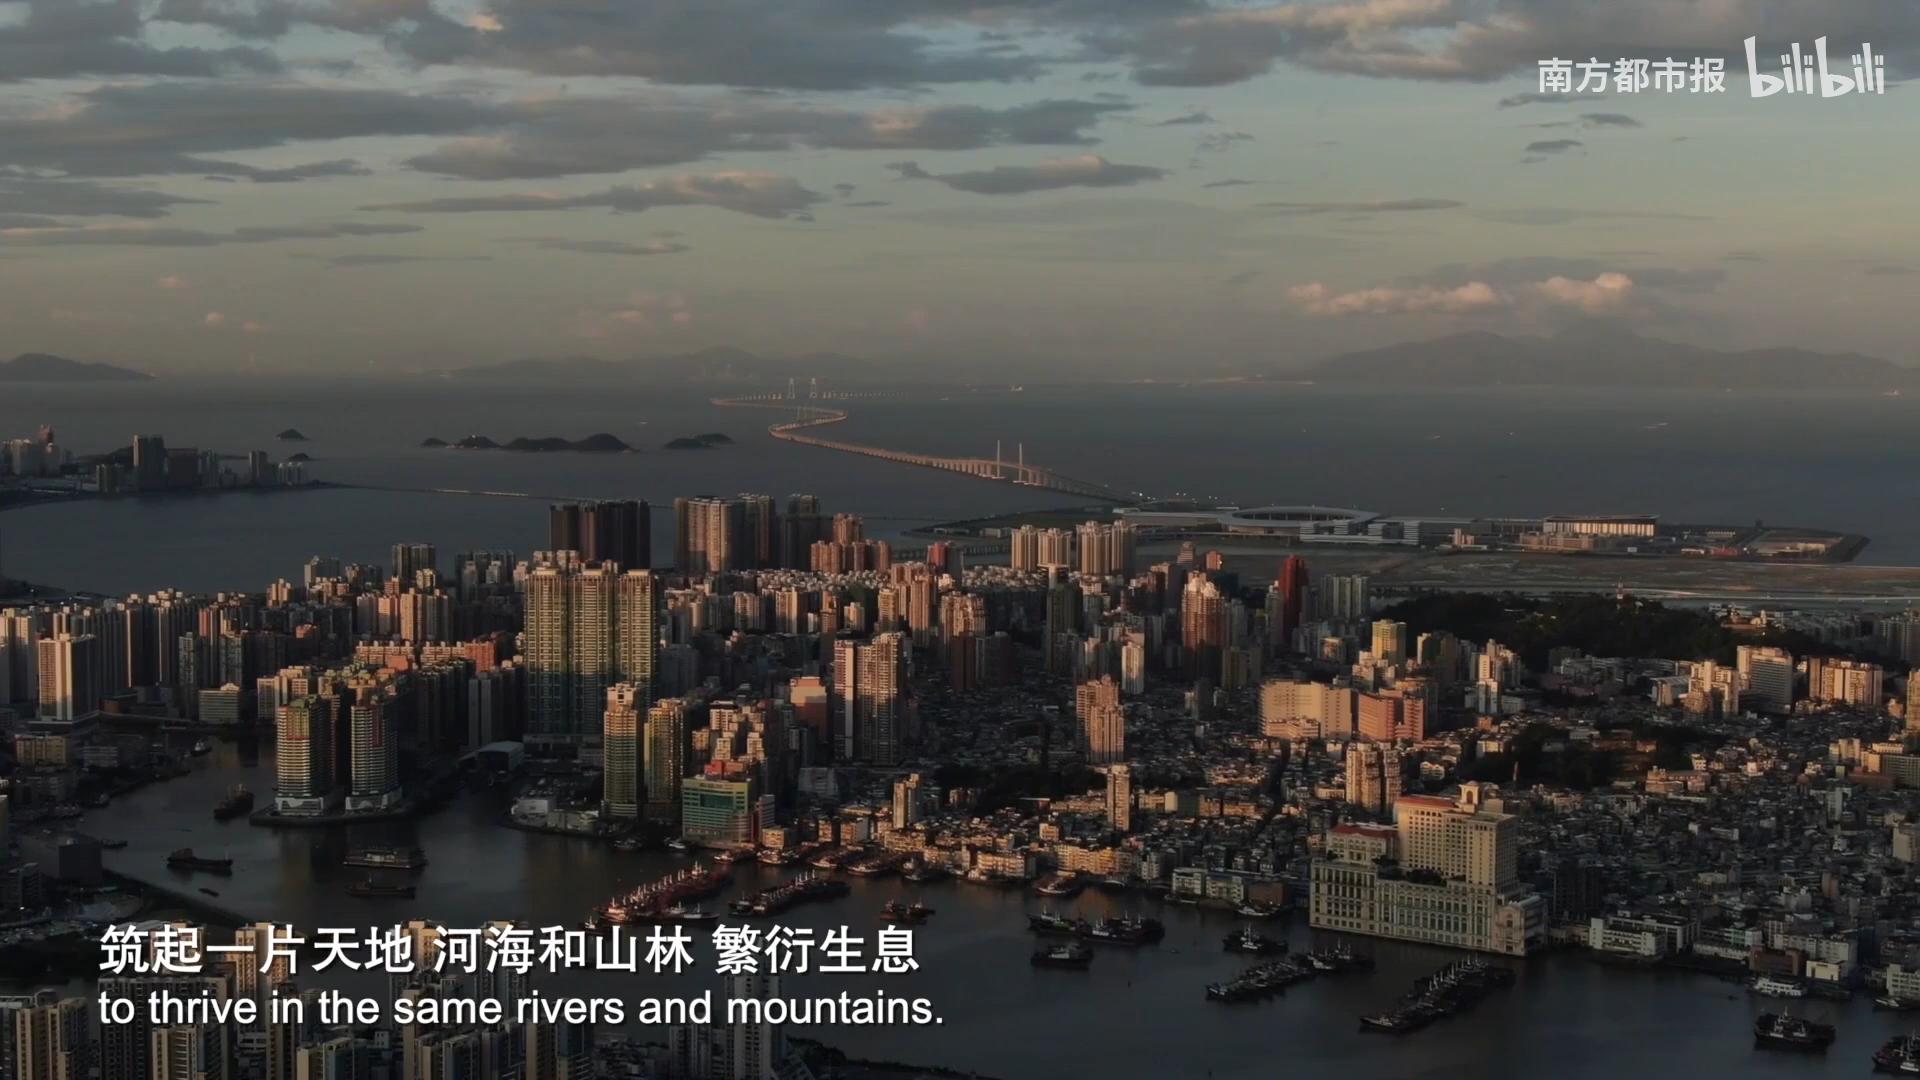 南方都市报 bilibili
筑起一片天地 河海和山林 繁衍生息
to thrive in the same rivers and mountains.